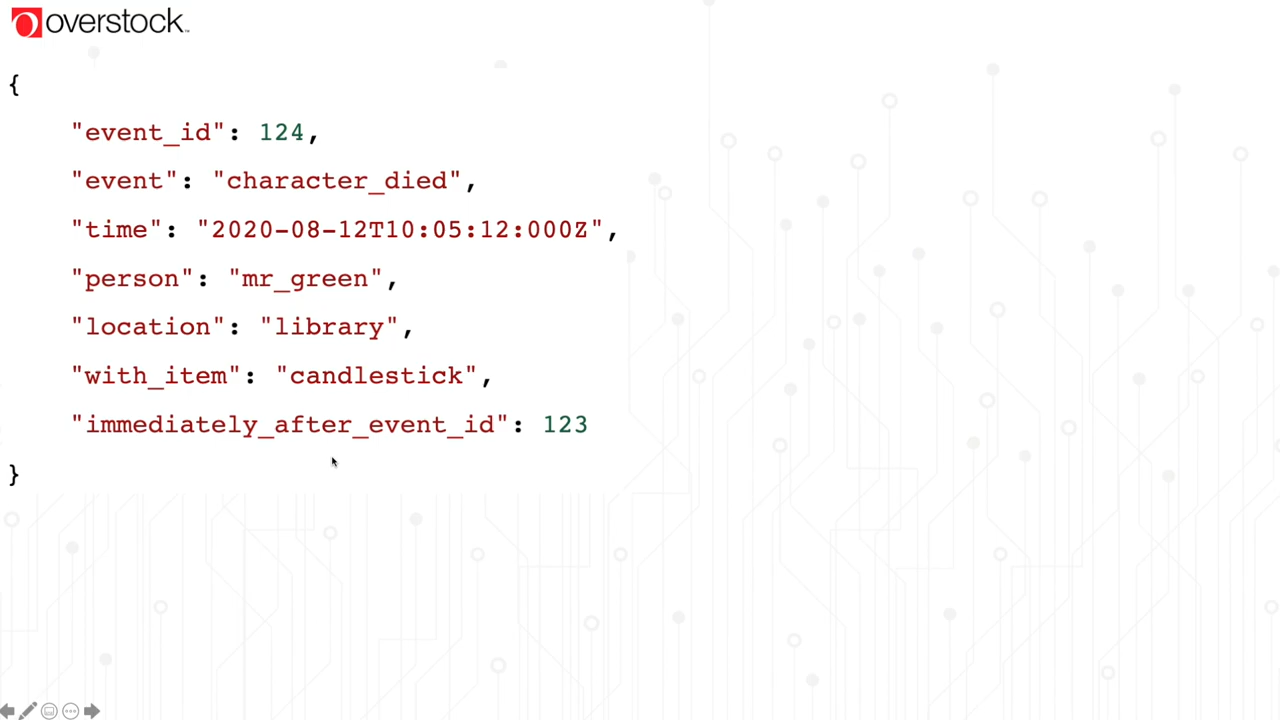 overstock™
{
"event_id": 124,
"event": "character_died",
"time": "2020-08-12T10:05:12:000Z",
"person": "mr_green",
"location": "library",
"with_item": "candlestick",
"immediately_after_event_id": 123
}